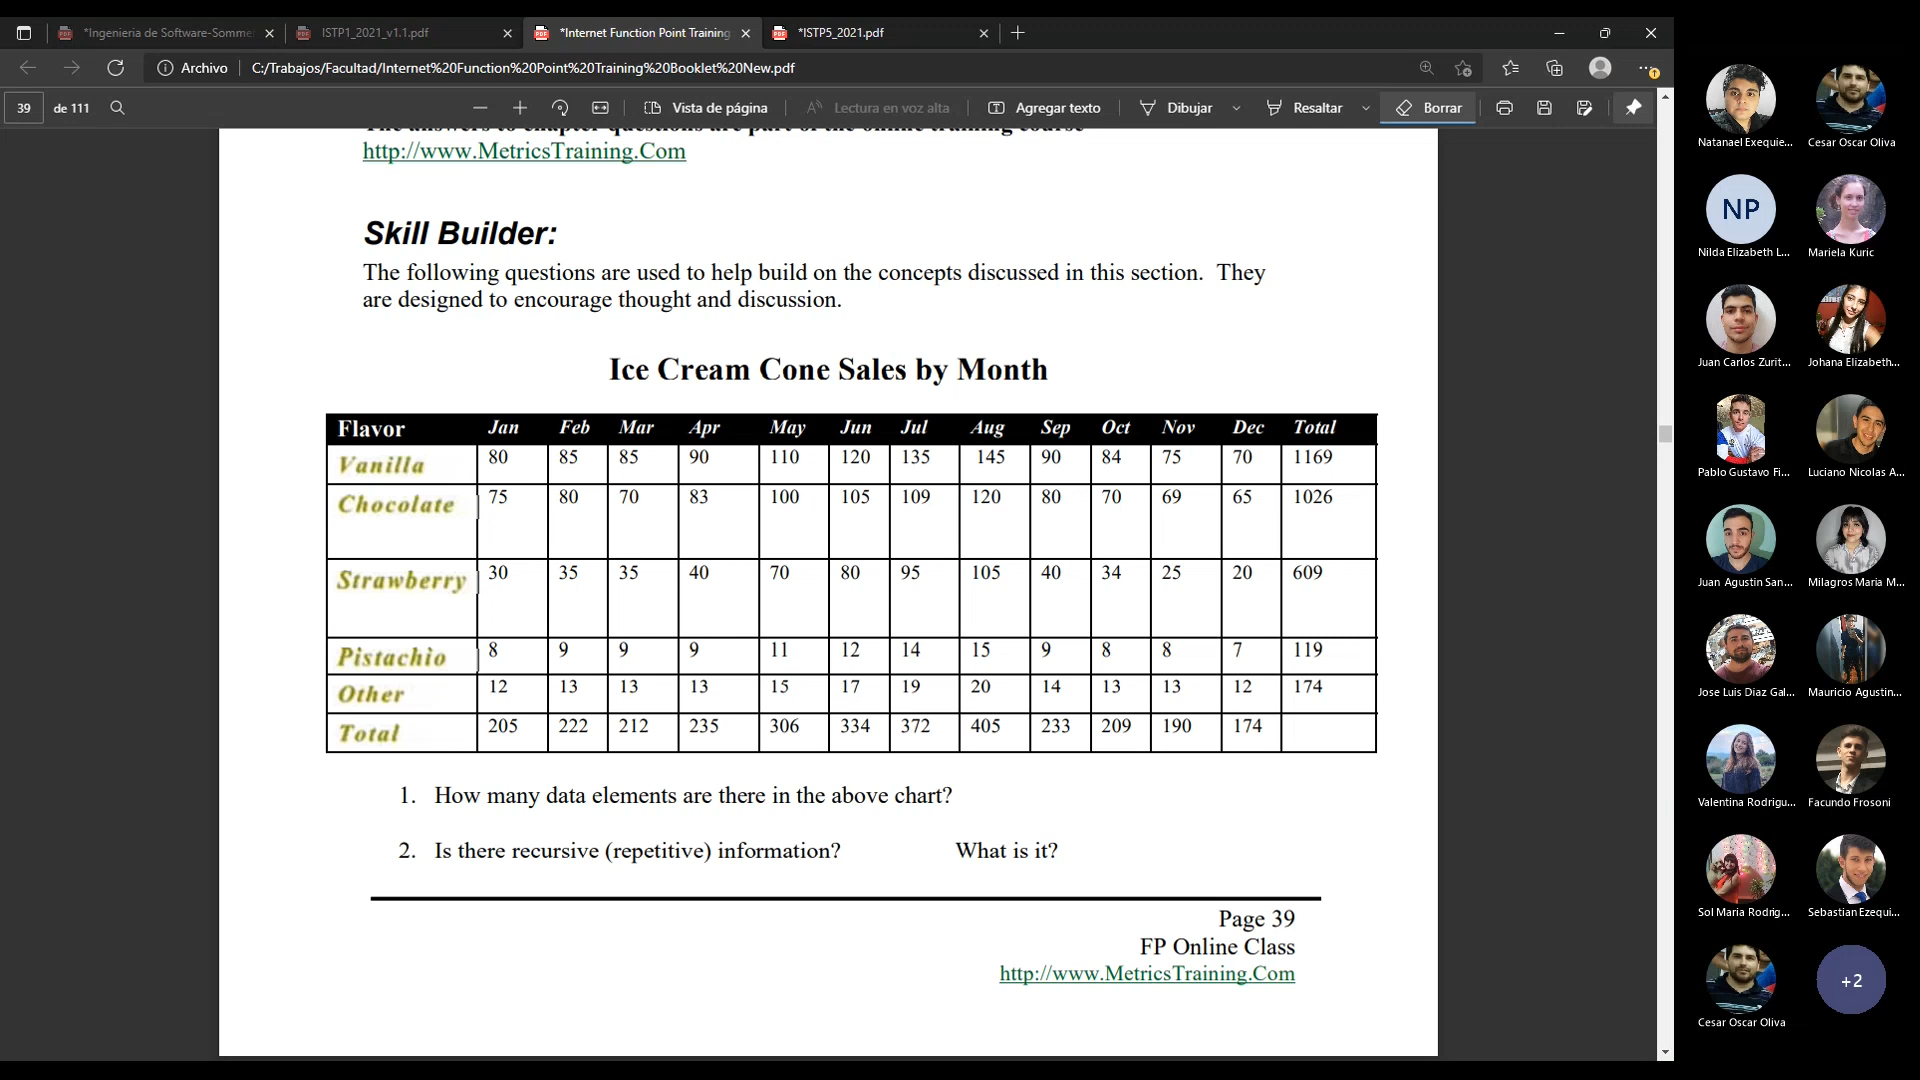 *Ingenieria de Software-Somme
ISTP1_2021_v1.1.pdf
*Internet Function Point Training
*ISTP5_2021.pdf
Archivo
C:/Trabajos/Facultad/Internet%20Function%20Point%20Training%20Booklet%20New.pdf
39 de 111
Vista de página
Lectura en voz alta
Agregar texto
Dibujar
Resaltar
Borrar
The answers to chapter questions are part of the online training course
http://www.MetricsTraining.Com
Skill Builder:
The following questions are used to help build on the concepts discussed in this section. They
are designed to encourage thought and discussion.
Ice Cream Cone Sales by Month
Flavor Jan Feb Mar Apr May Jun Jul Aug Sep Oct Nov Dec Total
Vanilla 80 85 85 90 110 120 135 145 90 84 75 70 1169
Chocolate 75 80 70 83 100 105 109 120 80 70 69 65 1026
Strawberry 30 35 35 40 70 80 95 105 40 34 25 20 609
Pistachio 8 9 9 9 11 12 14 15 9 8 8 7 119
Other 12 13 13 13 15 17 19 20 14 13 13 12 174
Total 205 222 212 235 306 334 372 405 233 209 190 174
1. How many data elements are there in the above chart?
2. Is there recursive (repetitive) information? What is it?
Page 39
FP Online Class
http://www.MetricsTraining.Com
Natanael Exequie...
Cesar Oscar Oliva
NP
Nilda Elizabeth L...
Mariela Kuric
Juan Carlos Zurit...
Johana Elizabeth...
Pablo Gustavo Fi...
Luciano Nicolas A...
Juan Agustin San...
Milagros Maria M...
Jose Luis Diaz Gal...
Mauricio Agustin...
Valentina Rodrigu...
Facundo Frosoni
Sol Maria Rodrig...
Sebastian Ezequi...
Cesar Oscar Oliva
+2